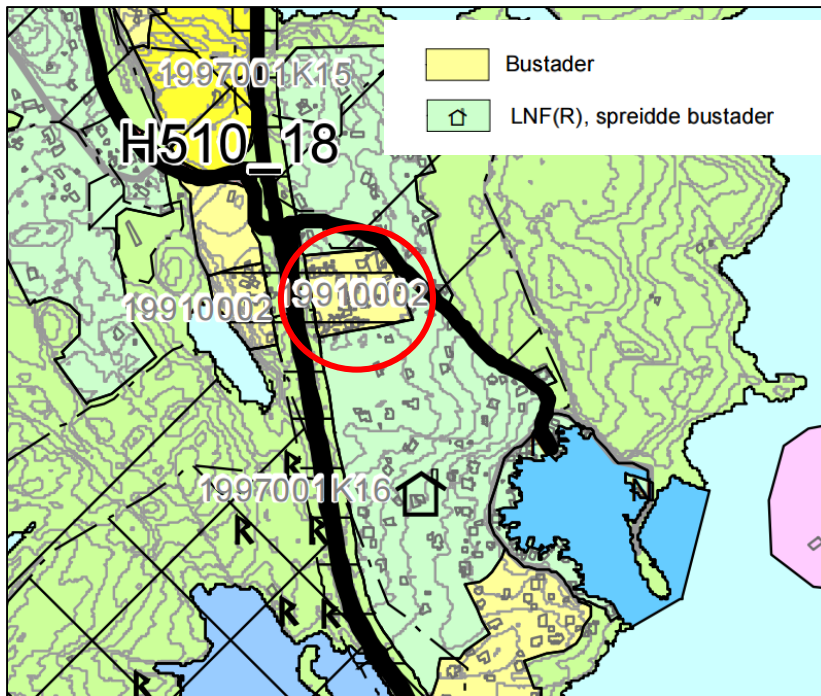 Bustader
LNF(R), spreidde bustader
1997001K15
H510_18
19910002
19910002
1997001K16
R
R
R
R
R
R